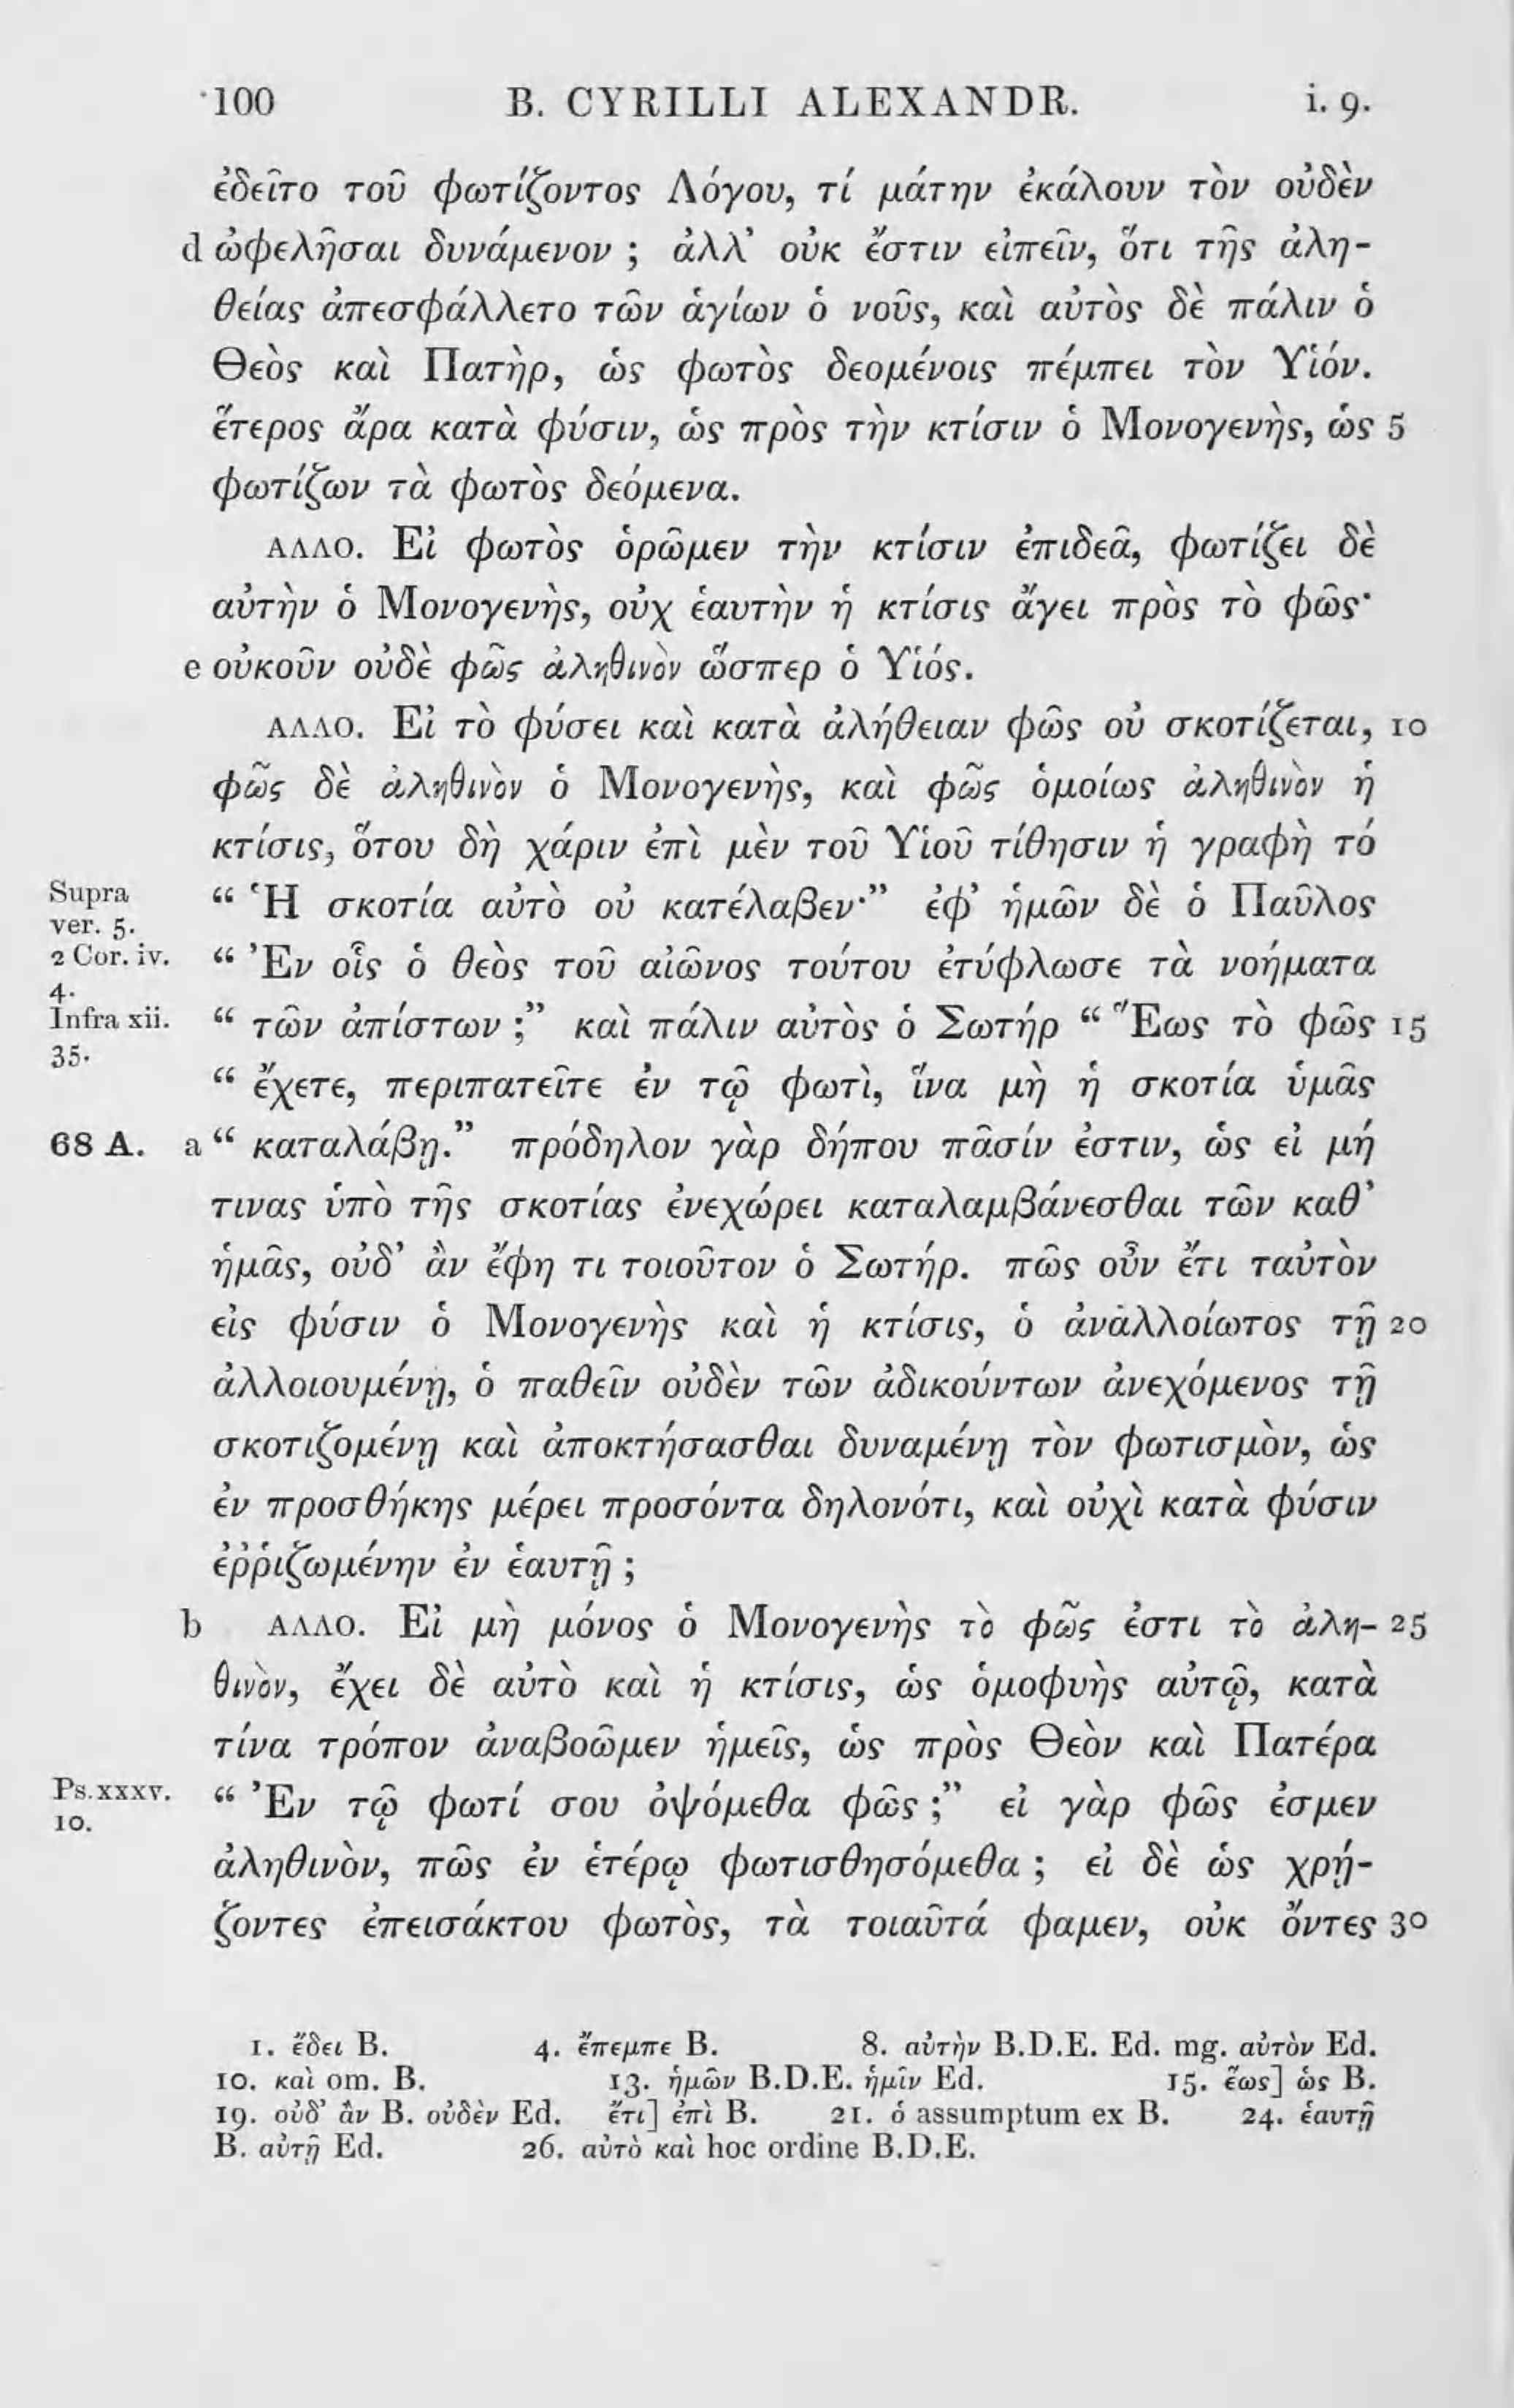 100 B. CYRILLI ALEXANDR. i. 9.
ἐδεῖτο τοῦ φωτίζοντος Λόγου, τί μάτην ἐκάλουν τὸν οὐδὲν
d ὠφελῆσαι δυνάμενον ; ἀλλ’ οὐκ ἔστιν εἰπεῖν, ὅτι τῆς ἀλη-
θείας ἀπεσφάλλετο τῶν ἁγίων ὁ νοῦς, καὶ αὐτὸς δὲ πάλιν ὁ
Θεὸς καὶ Πατὴρ, ὡς φωτὸς δεομένοις πέμπει τὸν Υἱόν.
ἕτερος ἄρα κατὰ φύσιν, ὡς πρὸς τὴν κτίσιν ὁ Μονογενὴς, ὡς 5
φωτίζων τὰ φωτὸς δεόμενα.
ΑΛΛΟ. Εἰ φωτὸς ὁρῶμεν τὴν κτίσιν ἐπιδεᾶ, φωτίζει δὲ
αὐτὴν ὁ Μονογενὴς, οὐχ ἑαυτὴν ἡ κτίσις ἄγει πρὸς τὸ φῶς·
e οὐκοῦν οὐδὲ φῶς ἀληθινὸν ὥσπερ ὁ Υἱός.
ΑΛΛΟ. Εἰ τὸ φύσει καὶ κατὰ ἀλήθειαν φῶς οὐ σκοτίζεται, 10
φῶς δὲ ἀληθινὸν ὁ Μονογενὴς, καὶ φῶς ὁμοίως ἀληθινὸν ἡ
κτίσις, ὅτου δὴ χάριν ἐπὶ μὲν τοῦ Υἱοῦ τίθησιν ἡ γραφὴ τό
Supra ver. 5. “ Ἡ σκοτία αὐτὸ οὐ κατέλαβεν·” ἐφ’ ἡμῶν δὲ ὁ Παῦλος
2 Cor. iv. 4. “ Ἐν οἷς ὁ θεὸς τοῦ αἰῶνος τούτου ἐτύφλωσε τὰ νοήματα
Infra xii. 35. “ τῶν ἀπίστων ;” καὶ πάλιν αὐτὸς ὁ Σωτήρ “ Ἕως τὸ φῶς 15
“ ἔχετε, περιπατεῖτε ἐν τῷ φωτὶ, ἵνα μὴ ἡ σκοτία ὑμᾶς
68 A. a “ καταλάβῃ.” πρόδηλον γὰρ δήπου πᾶσίν ἐστιν, ὡς εἰ μή
τινας ὑπὸ τῆς σκοτίας ἐνεχώρει καταλαμβάνεσθαι τῶν καθ’
ἡμᾶς, οὐδ’ ἂν ἔφη τι τοιοῦτον ὁ Σωτήρ. πῶς οὖν ἔτι ταὐτὸν
εἰς φύσιν ὁ Μονογενὴς καὶ ἡ κτίσις, ὁ ἀναλλοίωτος τῇ 20
ἀλλοιουμένῃ, ὁ παθεῖν οὐδὲν τῶν ἀδικούντων ἀνεχόμενος τῇ
σκοτιζομένῃ καὶ ἀποκτήσασθαι δυναμένῃ τὸν φωτισμὸν, ὡς
ἐν προσθήκης μέρει προσόντα δηλονότι, καὶ οὐχὶ κατὰ φύσιν
ἐῤῥιζωμένην ἐν ἑαυτῇ ;
b ΑΛΛΟ. Εἰ μὴ μόνος ὁ Μονογενὴς τὸ φῶς ἐστι τὸ ἀλη- 25
θινὸν, ἔχει δὲ αὐτὸ καὶ ἡ κτίσις, ὡς ὁμοφυὴς αὐτῷ, κατὰ
τίνα τρόπον ἀναβοῶμεν ἡμεῖς, ὡς πρὸς Θεὸν καὶ Πατέρα
Ps. xxxv. 10. “ Ἐν τῷ φωτί σου ὀψόμεθα φῶς ;” εἰ γὰρ φῶς ἐσμεν
ἀληθινὸν, πῶς ἐν ἑτέρῳ φωτισθησόμεθα ; εἰ δὲ ὡς χρῄ-
ζοντες ἐπεισάκτου φωτὸς, τὰ τοιαῦτά φαμεν, οὐκ ὄντες 30
1. ἔδει B. 4. ἔπεμπε B. 8. αὐτὴν B.D.E. Ed. mg. αὐτὸν Ed.
10. καὶ om. B. 13. ἡμῶν B.D.E. ἡμῖν Ed. 15. ἕως] ὡς B.
19. οὐδ’ ἂν B. οὐδὲν Ed. ἔτι] ἐπὶ B. 21. ὁ assumptum ex B. 24. ἑαυτῇ
B. αὐτῇ Ed. 26. αὐτὸ καὶ hoc ordine B.D.E.